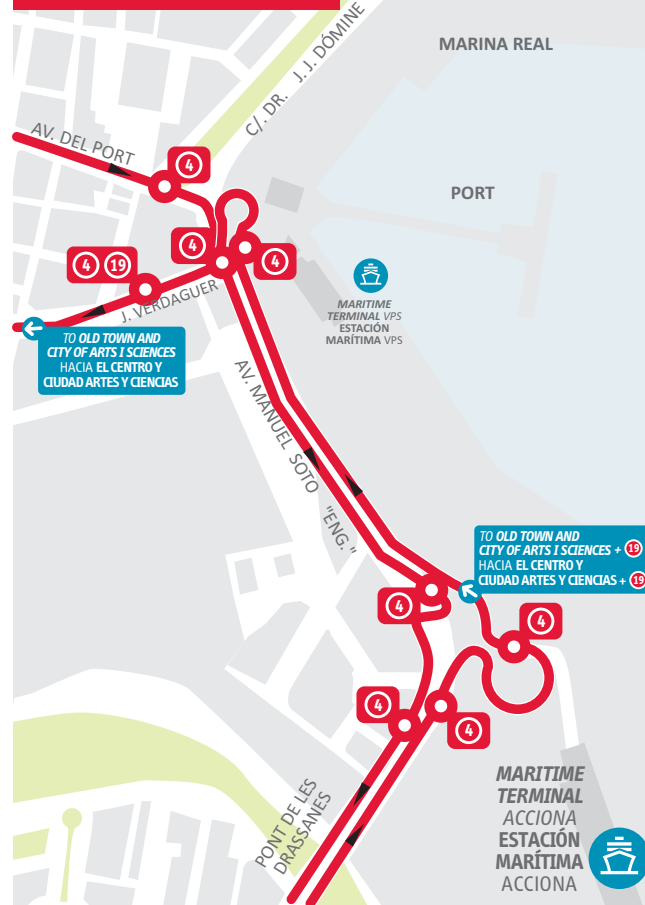 MARINA REAL
C/. DR. J. J. DÓMINE
AV. DEL PORT
4
PORT
4
4
4 19
J. VERDAGUER
MARITIME
TERMINAL VPS
ESTACIÓN
MARÍTIMA VPS
TO OLD TOWN AND
CITY OF ARTS I SCIENCES
HACIA EL CENTRO Y
CIUDAD ARTES Y CIENCIAS
AV. MANUEL SOTO "ENG."
TO OLD TOWN AND
CITY OF ARTS I SCIENCES + 19
HACIA EL CENTRO Y
CIUDAD ARTES Y CIENCIAS + 19
4
4
4
4
PONT DE LES
DRASSANES
MARITIME
TERMINAL
ACCIONA
ESTACIÓN
MARÍTIMA
ACCIONA